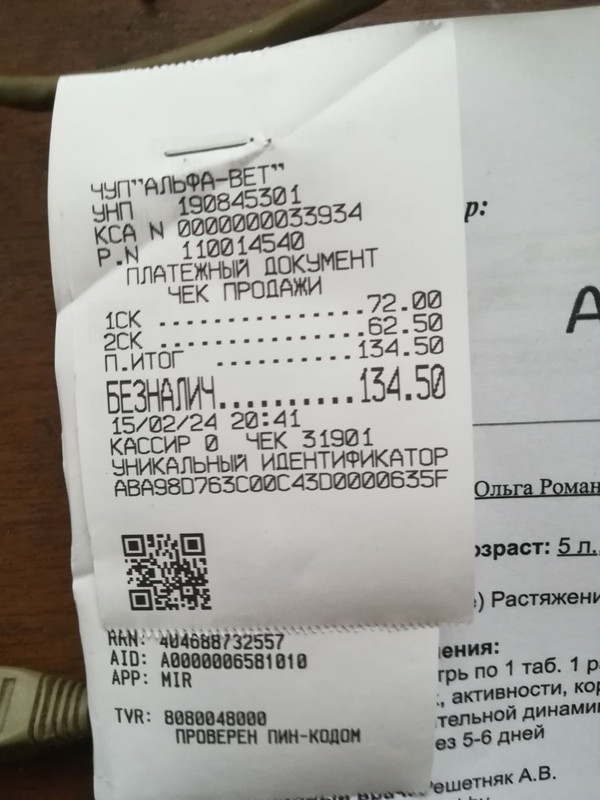 ЧУП"АЛЬФА-ВЕТ"
УНП 190845301
КСА N 0000000033934
Р.N 110014540
ПЛАТЕЖНЫЙ ДОКУМЕНТ
ЧЕК ПРОДАЖИ
1СК ...............72.00
2СК ...............62.50
П.ИТОГ ..........134.50
БЕЗНАЛИЧ..........134.50
15/02/24 20:41
КАССИР 0 ЧЕК 31901
УНИКАЛЬНЫЙ ИДЕНТИФИКАТОР
ABA98D763C00C43D0000635F
RRN: 404688732557
AID: A0000006581010
APP: MIR
TVR: 8080048000
ПРОВЕРЕН ПИН-КОДОМ
р:
А
Ольга Роман
озраст: 5 л.
) Растяжени
ения:
трь по 1 таб. 1 р
, активности, кор
тельной динами
ез 5-6 дней
Решетняк А.В.